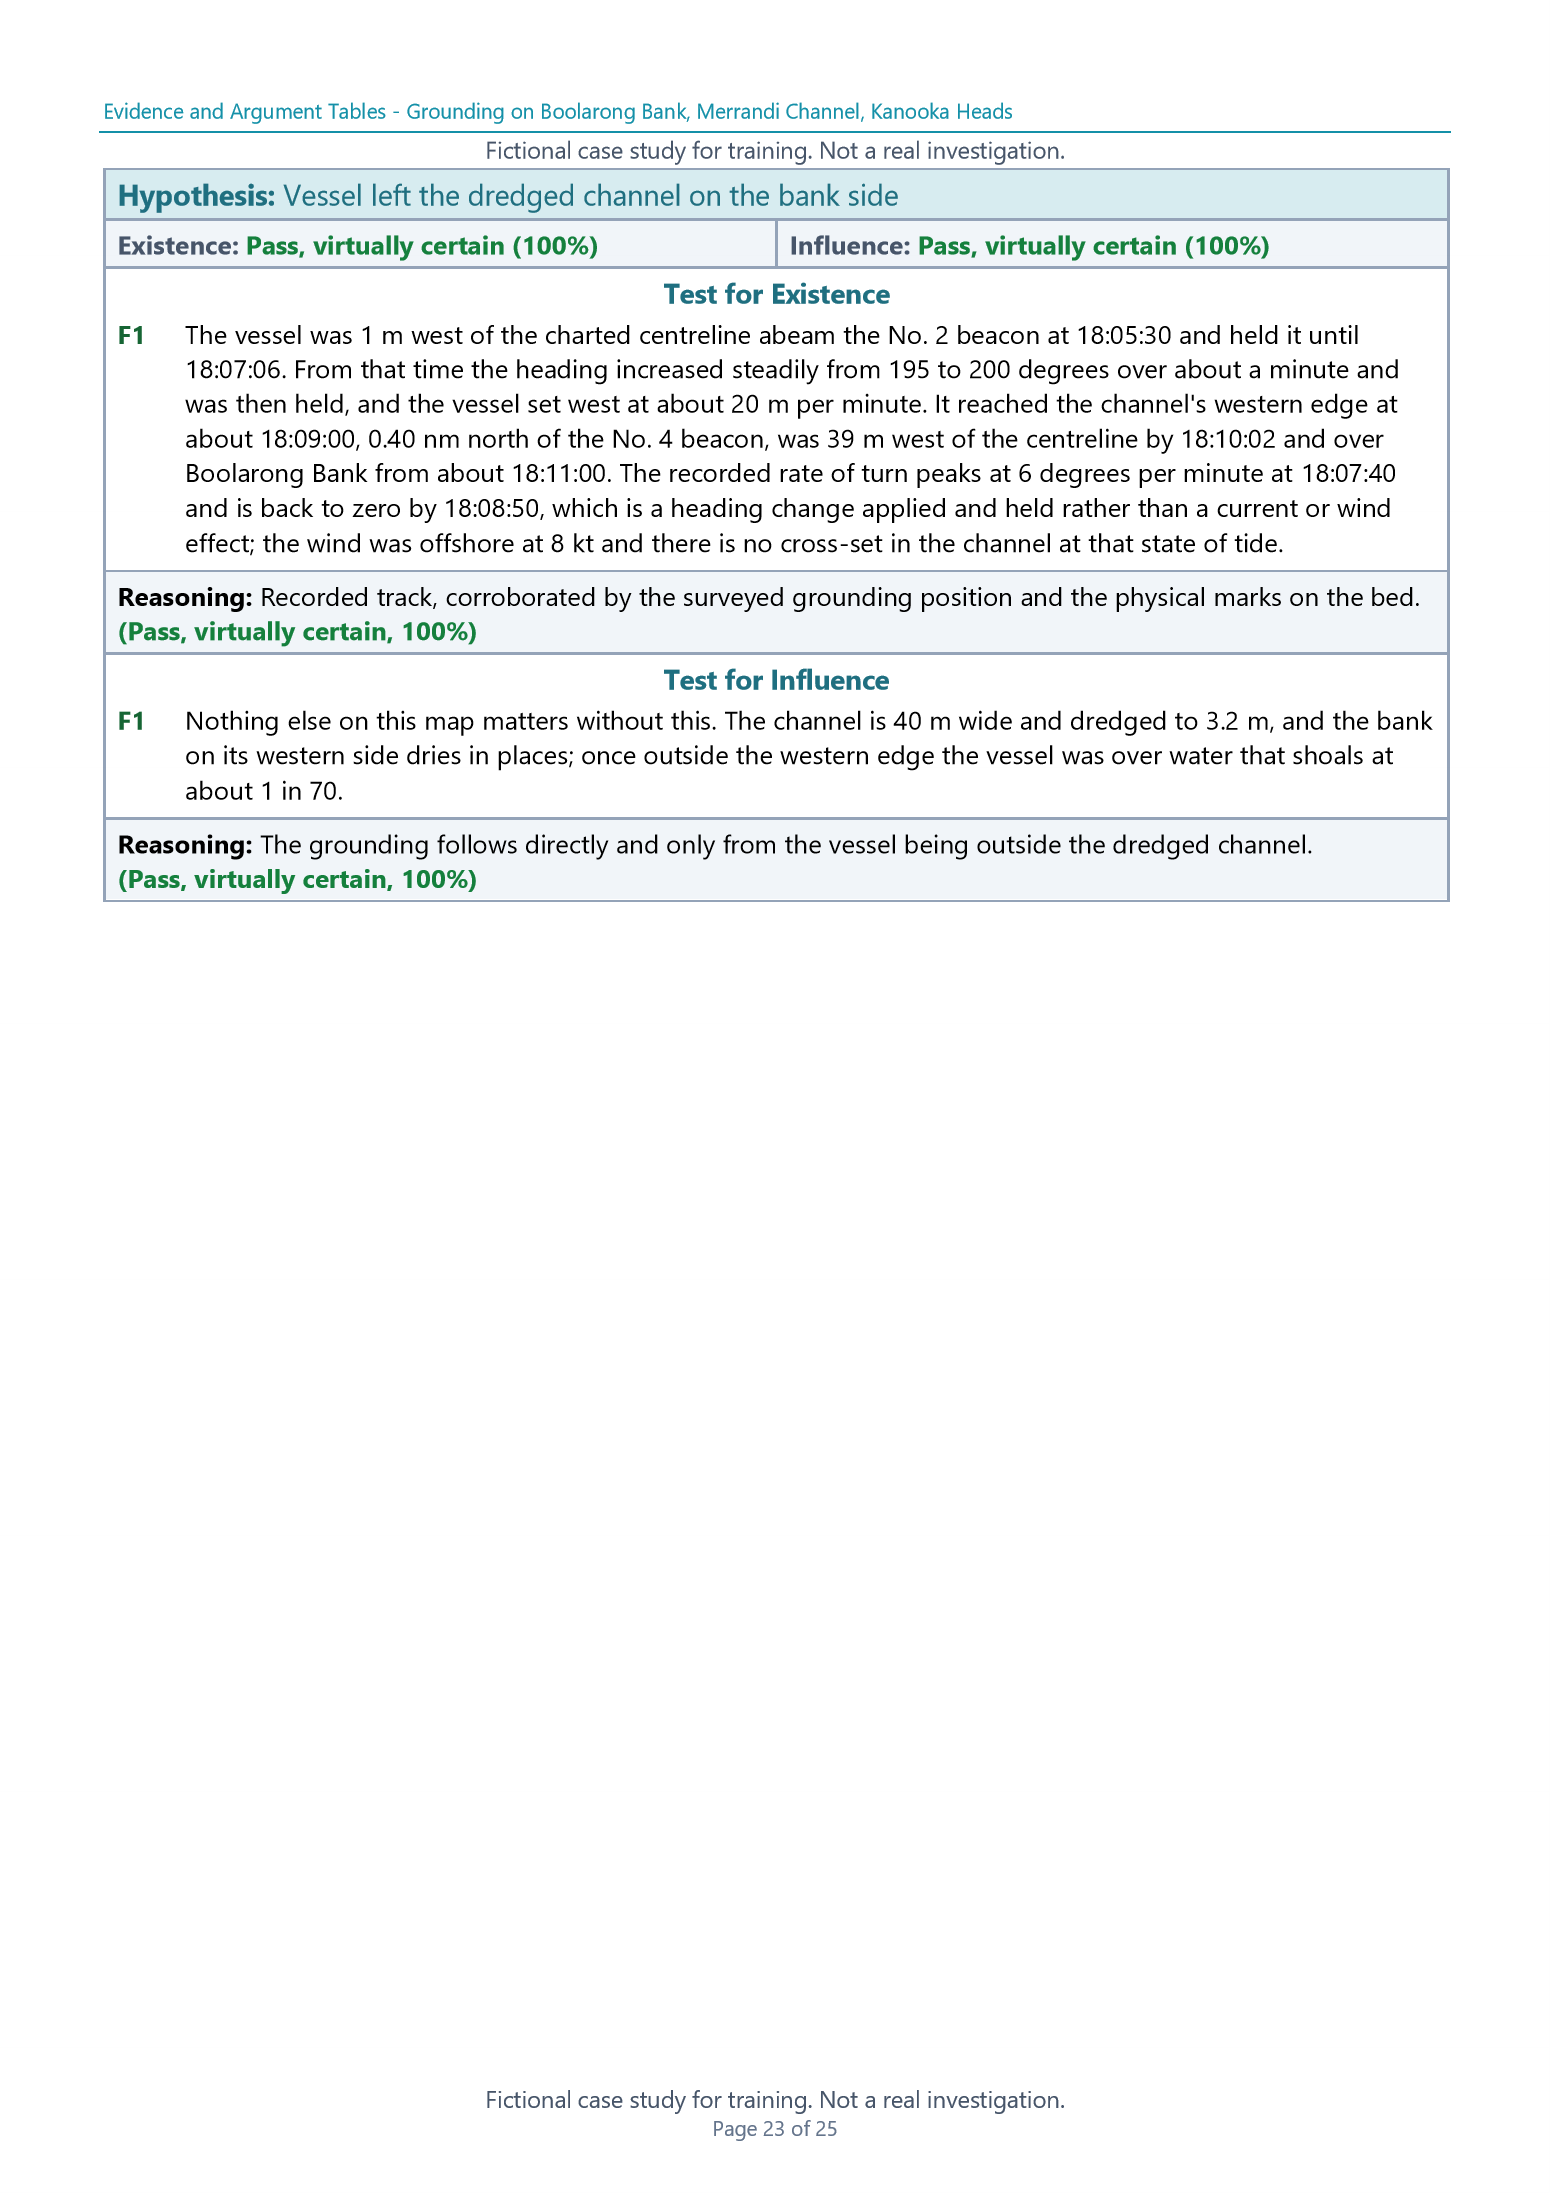 Evidence and Argument Tables - Grounding on Boolarong Bank, Merrandi Channel, Kanooka Heads
Fictional case study for training. Not a real investigation.
Hypothesis: Vessel left the dredged channel on the bank side
Existence: Pass, virtually certain (100%)
Influence: Pass, virtually certain (100%)
Test for Existence
F1 The vessel was 1 m west of the charted centreline abeam the No. 2 beacon at 18:05:30 and held it until
18:07:06. From that time the heading increased steadily from 195 to 200 degrees over about a minute and
was then held, and the vessel set west at about 20 m per minute. It reached the channel's western edge at
about 18:09:00, 0.40 nm north of the No. 4 beacon, was 39 m west of the centreline by 18:10:02 and over
Boolarong Bank from about 18:11:00. The recorded rate of turn peaks at 6 degrees per minute at 18:07:40
and is back to zero by 18:08:50, which is a heading change applied and held rather than a current or wind
effect; the wind was offshore at 8 kt and there is no cross-set in the channel at that state of tide.
Reasoning: Recorded track, corroborated by the surveyed grounding position and the physical marks on the bed.
(Pass, virtually certain, 100%)
Test for Influence
F1 Nothing else on this map matters without this. The channel is 40 m wide and dredged to 3.2 m, and the bank
on its western side dries in places; once outside the western edge the vessel was over water that shoals at
about 1 in 70.
Reasoning: The grounding follows directly and only from the vessel being outside the dredged channel.
(Pass, virtually certain, 100%)
Fictional case study for training. Not a real investigation.
Page 23 of 25